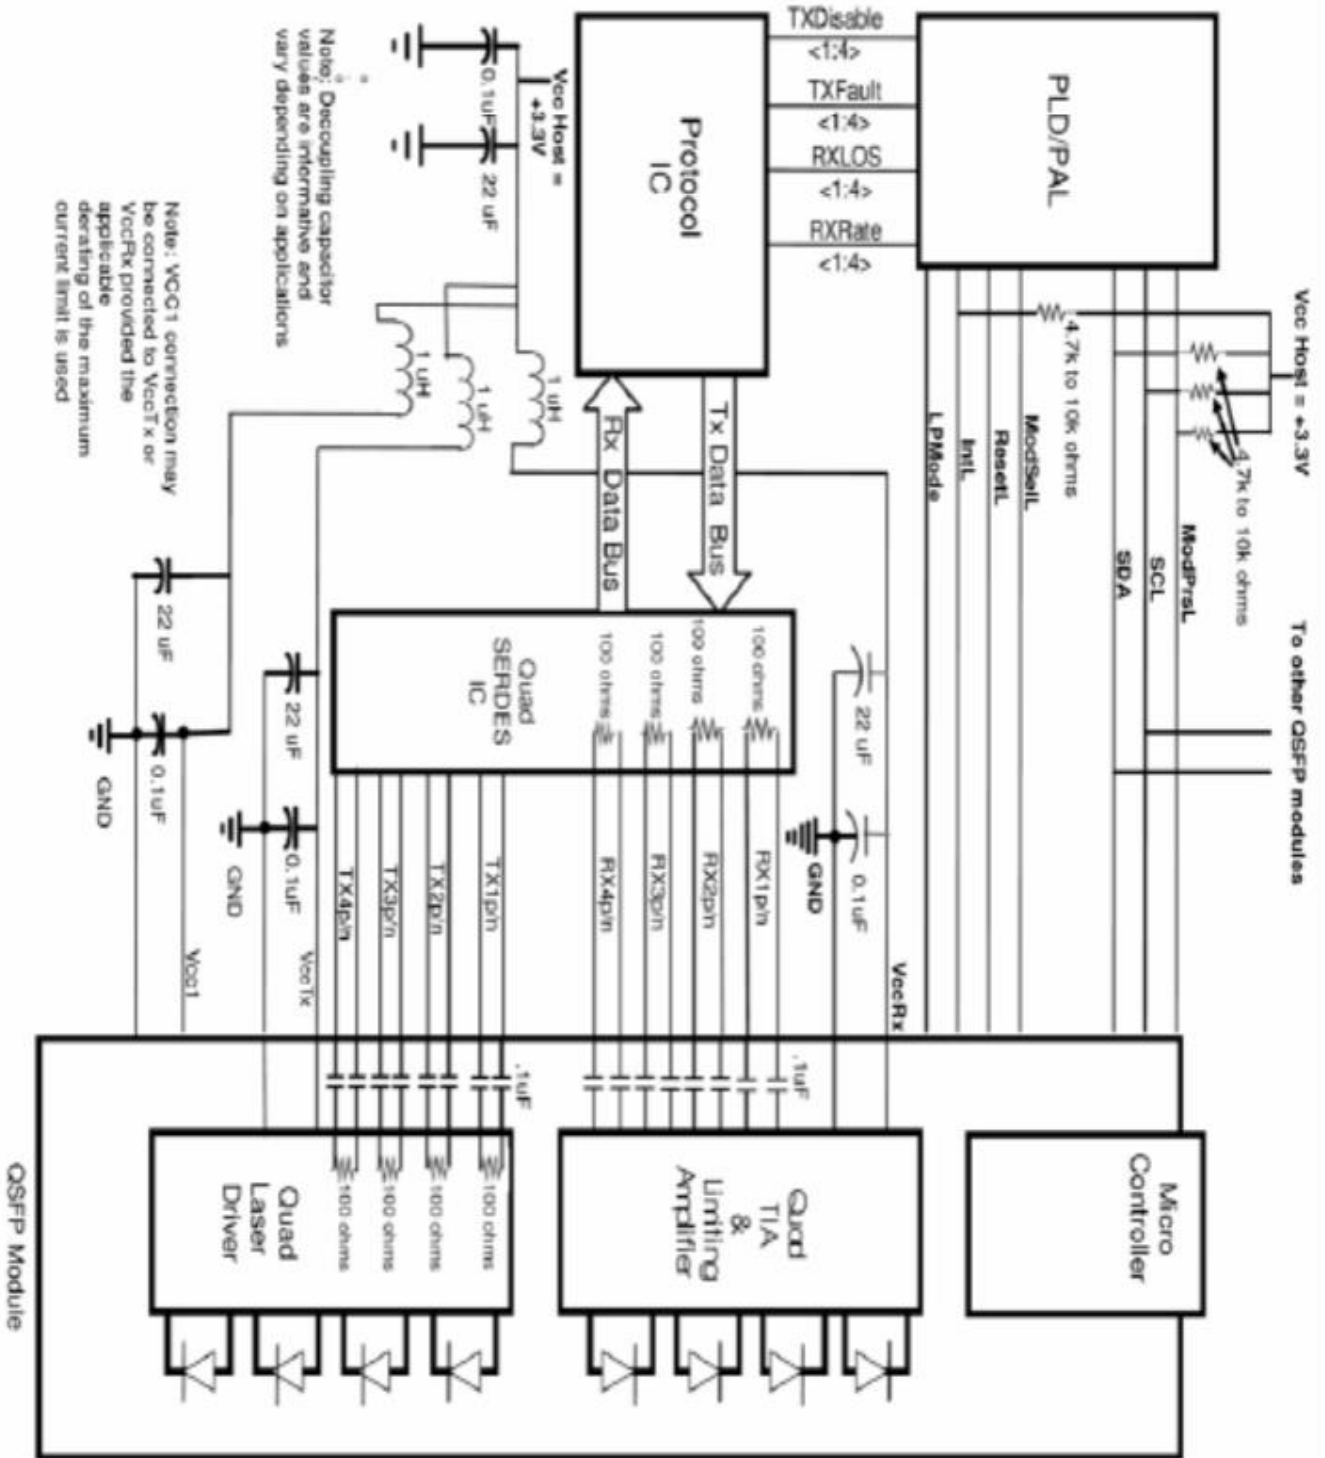 Vcc Host = +3.3V
To other QSFP modules
PLD/PAL
4.7k to 10k ohms
4.7k to 10k ohms
ModPrsL
SCL
SDA
ModSelL
ResetL
IntL
LPMode
TXDisable
<1:4>
TXFault
<1:4>
RXLOS
<1:4>
RXRate
<1:4>
Protocol
IC
Tx Data Bus
Rx Data Bus
Vcc Host =
+3.3V
0.1uF
22 uF
Note: Decoupling capacitor
values are informative and
vary depending on applications
1 uH
1 uH
1 uH
Note: VCC1 connection may
be connected to VccTx or
VccRx provided the
applicable
derating of the maximum
current limit is used
Quad
SERDES
IC
100 ohms
100 ohms
100 ohms
100 ohms
22 uF
0.1uF
GND
VccRx
RX1p/n
RX2p/n
RX3p/n
RX4p/n
TX1p/n
TX2p/n
TX3p/n
TX4p/n
22 uF
0.1uF
GND
VccTx
22 uF
0.1uF
GND
Vcc1
.1uF
.1uF
Micro
Controller
Quad
TIA
&
Limiting
Amplifier
100 ohms
100 ohms
100 ohms
100 ohms
Quad
Laser
Driver
QSFP Module